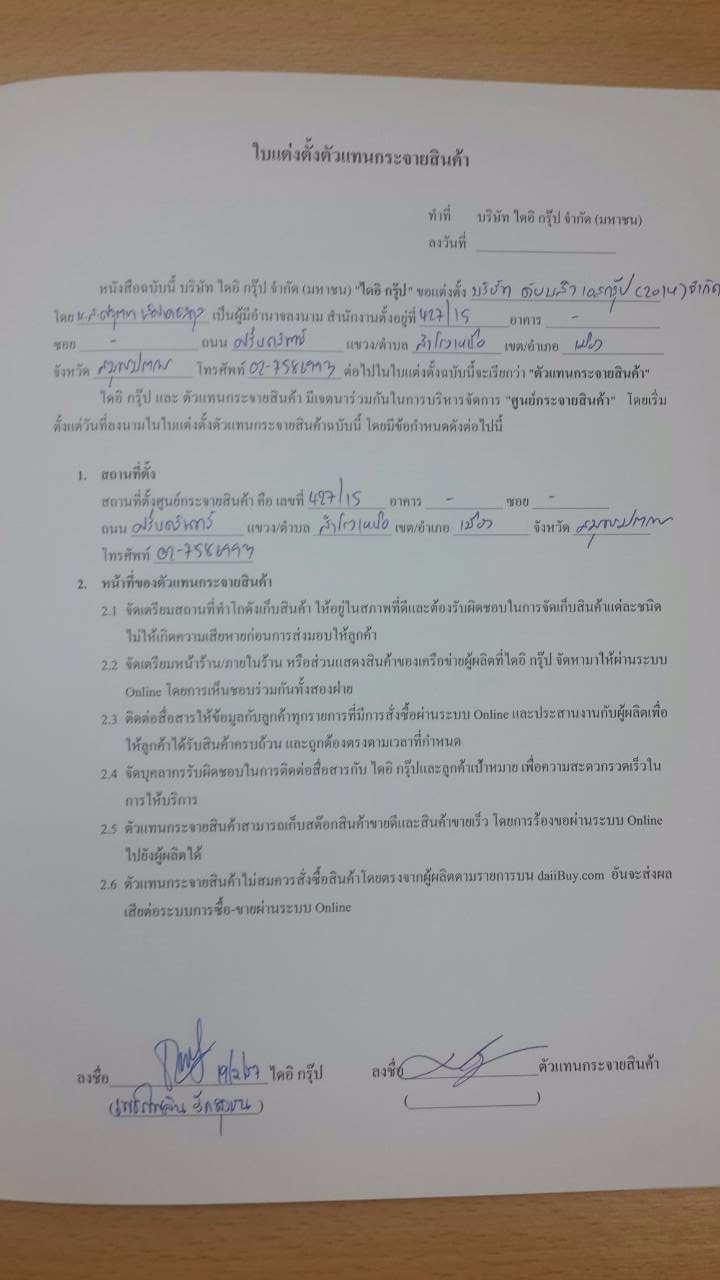 ใบแต่งตั้งตัวแทนกระจายสินค้า
ทำที่ บริษัท ไดอิ กรุ๊ป จำกัด (มหาชน)
ลงวันที่
หนังสือฉบับนี้ บริษัท ไดอิ กรุ๊ป จำกัด (มหาชน) "ไดอิ กรุ๊ป" ขอแต่งตั้ง บริษัท กรุ๊ป (2014) จำกัด
โดย น.ส. เป็นผู้มีอำนาจลงนาม สำนักงานตั้งอยู่ที่ 427/15 อาคาร -
ซอย - ถนน ศรีนครินทร์ แขวง/ตำบล สำโรงเหนือ เขต/อำเภอ เมือง
จังหวัด สมุทรปราการ โทรศัพท์ 02-7586993 ต่อไปในใบแต่งตั้งฉบับนี้จะเรียกว่า "ตัวแทนกระจายสินค้า"
ไดอิ กรุ๊ป และ ตัวแทนกระจายสินค้า มีเจตนาร่วมกันในการบริหารจัดการ "ศูนย์กระจายสินค้า" โดยเริ่ม
ตั้งแต่วันที่ลงนามในใบแต่งตั้งตัวแทนกระจายสินค้าฉบับนี้ โดยมีข้อกำหนดดังต่อไปนี้
1. สถานที่ตั้ง
สถานที่ตั้งศูนย์กระจายสินค้า คือ เลขที่ 427/15 อาคาร - ซอย -
ถนน ศรีนครินทร์ แขวง/ตำบล สำโรงเหนือ เขต/อำเภอ เมือง จังหวัด สมุทรปราการ
โทรศัพท์ 02-7586993
2. หน้าที่ของตัวแทนกระจายสินค้า
2.1 จัดเตรียมสถานที่ทำโกดังเก็บสินค้า ให้อยู่ในสภาพที่ดีและต้องรับผิดชอบในการจัดเก็บสินค้าแต่ละชนิด
ไม่ให้เกิดความเสียหายก่อนการส่งมอบให้ลูกค้า
2.2 จัดเตรียมหน้าร้าน/ภายในร้าน หรือส่วนแสดงสินค้าของเครือข่ายผู้ผลิตที่ไดอิ กรุ๊ป จัดหามาให้ผ่านระบบ
Online โดยการเห็นชอบร่วมกันทั้งสองฝ่าย
2.3 ติดต่อสื่อสารให้ข้อมูลกับลูกค้าทุกรายการที่มีการสั่งซื้อผ่านระบบ Online และประสานงานกับผู้ผลิตเพื่อ
ให้ลูกค้าได้รับสินค้าครบถ้วน และถูกต้องตรงตามเวลาที่กำหนด
2.4 จัดบุคลากรรับผิดชอบในการติดต่อสื่อสารกับ ไดอิ กรุ๊ปและลูกค้าเป้าหมาย เพื่อความสะดวกรวดเร็วใน
การให้บริการ
2.5 ตัวแทนกระจายสินค้าสามารถเก็บสต๊อกสินค้าขายดีและสินค้าขายเร็ว โดยการร้องขอผ่านระบบ Online
ไปยังผู้ผลิตได้
2.6 ตัวแทนกระจายสินค้าไม่สมควรสั่งซื้อสินค้าโดยตรงจากผู้ผลิตตามรายการบน daiiBuy.com อันจะส่งผล
เสียต่อระบบการซื้อ-ขายผ่านระบบ Online
ลงชื่อ ไดอิ กรุ๊ป ลงชื่อ ตัวแทนกระจายสินค้า